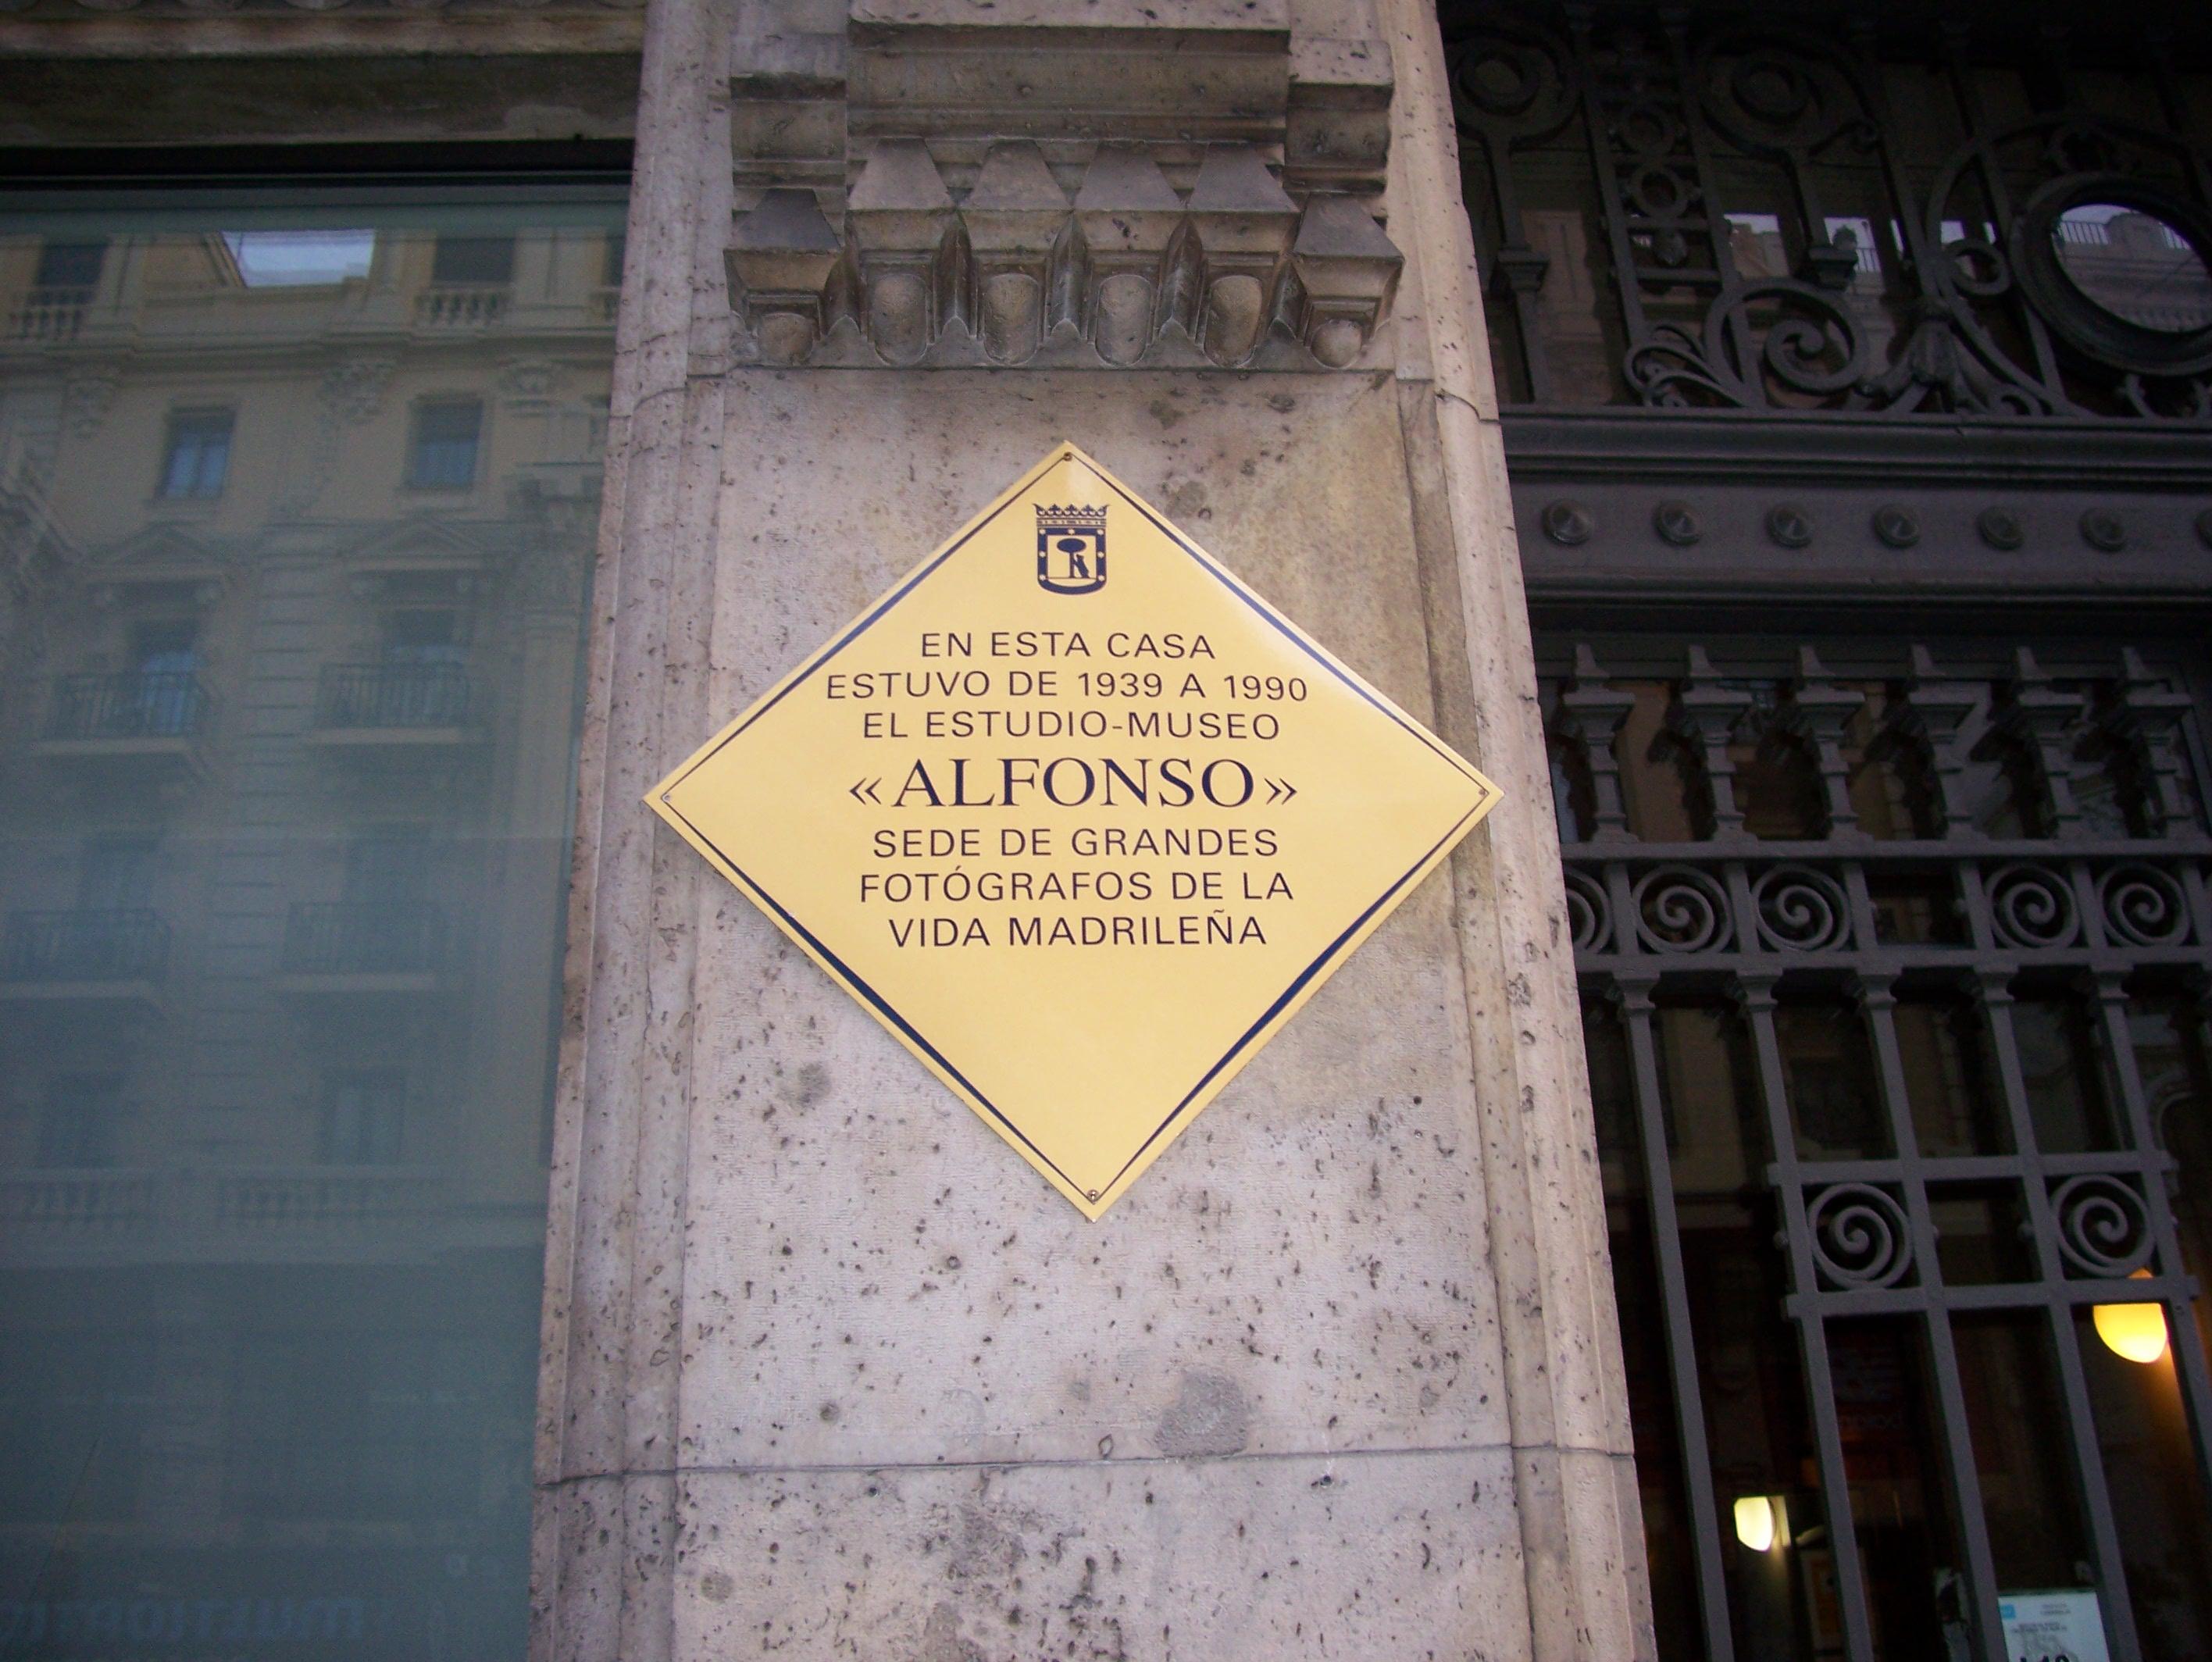 EN ESTA CASA
ESTUVO DE 1939 A 1990
EL ESTUDIO-MUSEO
«ALFONSO»
SEDE DE GRANDES
FOTÓGRAFOS DE LA
VIDA MADRILEÑA